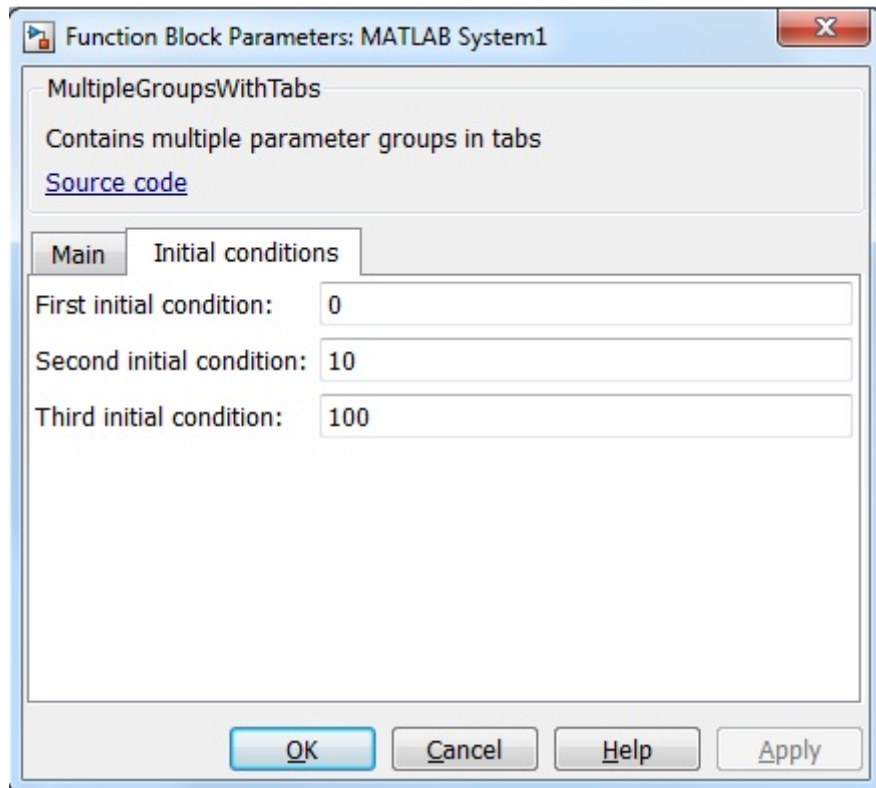 Function Block Parameters: MATLAB System1
MultipleGroupsWithTabs
Contains multiple parameter groups in tabs
Source code
Main Initial conditions
First initial condition: 0
Second initial condition: 10
Third initial condition: 100
OK Cancel Help Apply